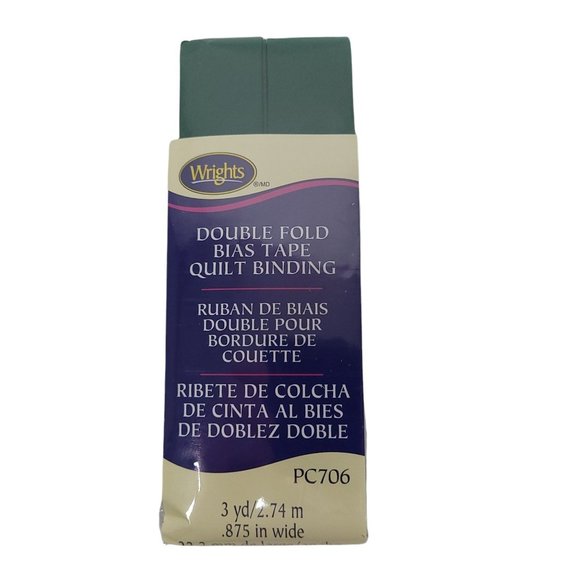 Wrights
®/MD
DOUBLE FOLD
BIAS TAPE
QUILT BINDING
RUBAN DE BIAIS
DOUBLE POUR
BORDURE DE
COUETTE
RIBETE DE COLCHA
DE CINTA AL BIES
DE DOBLEZ DOBLE
PC706
3 yd/2.74 m
.875 in wide